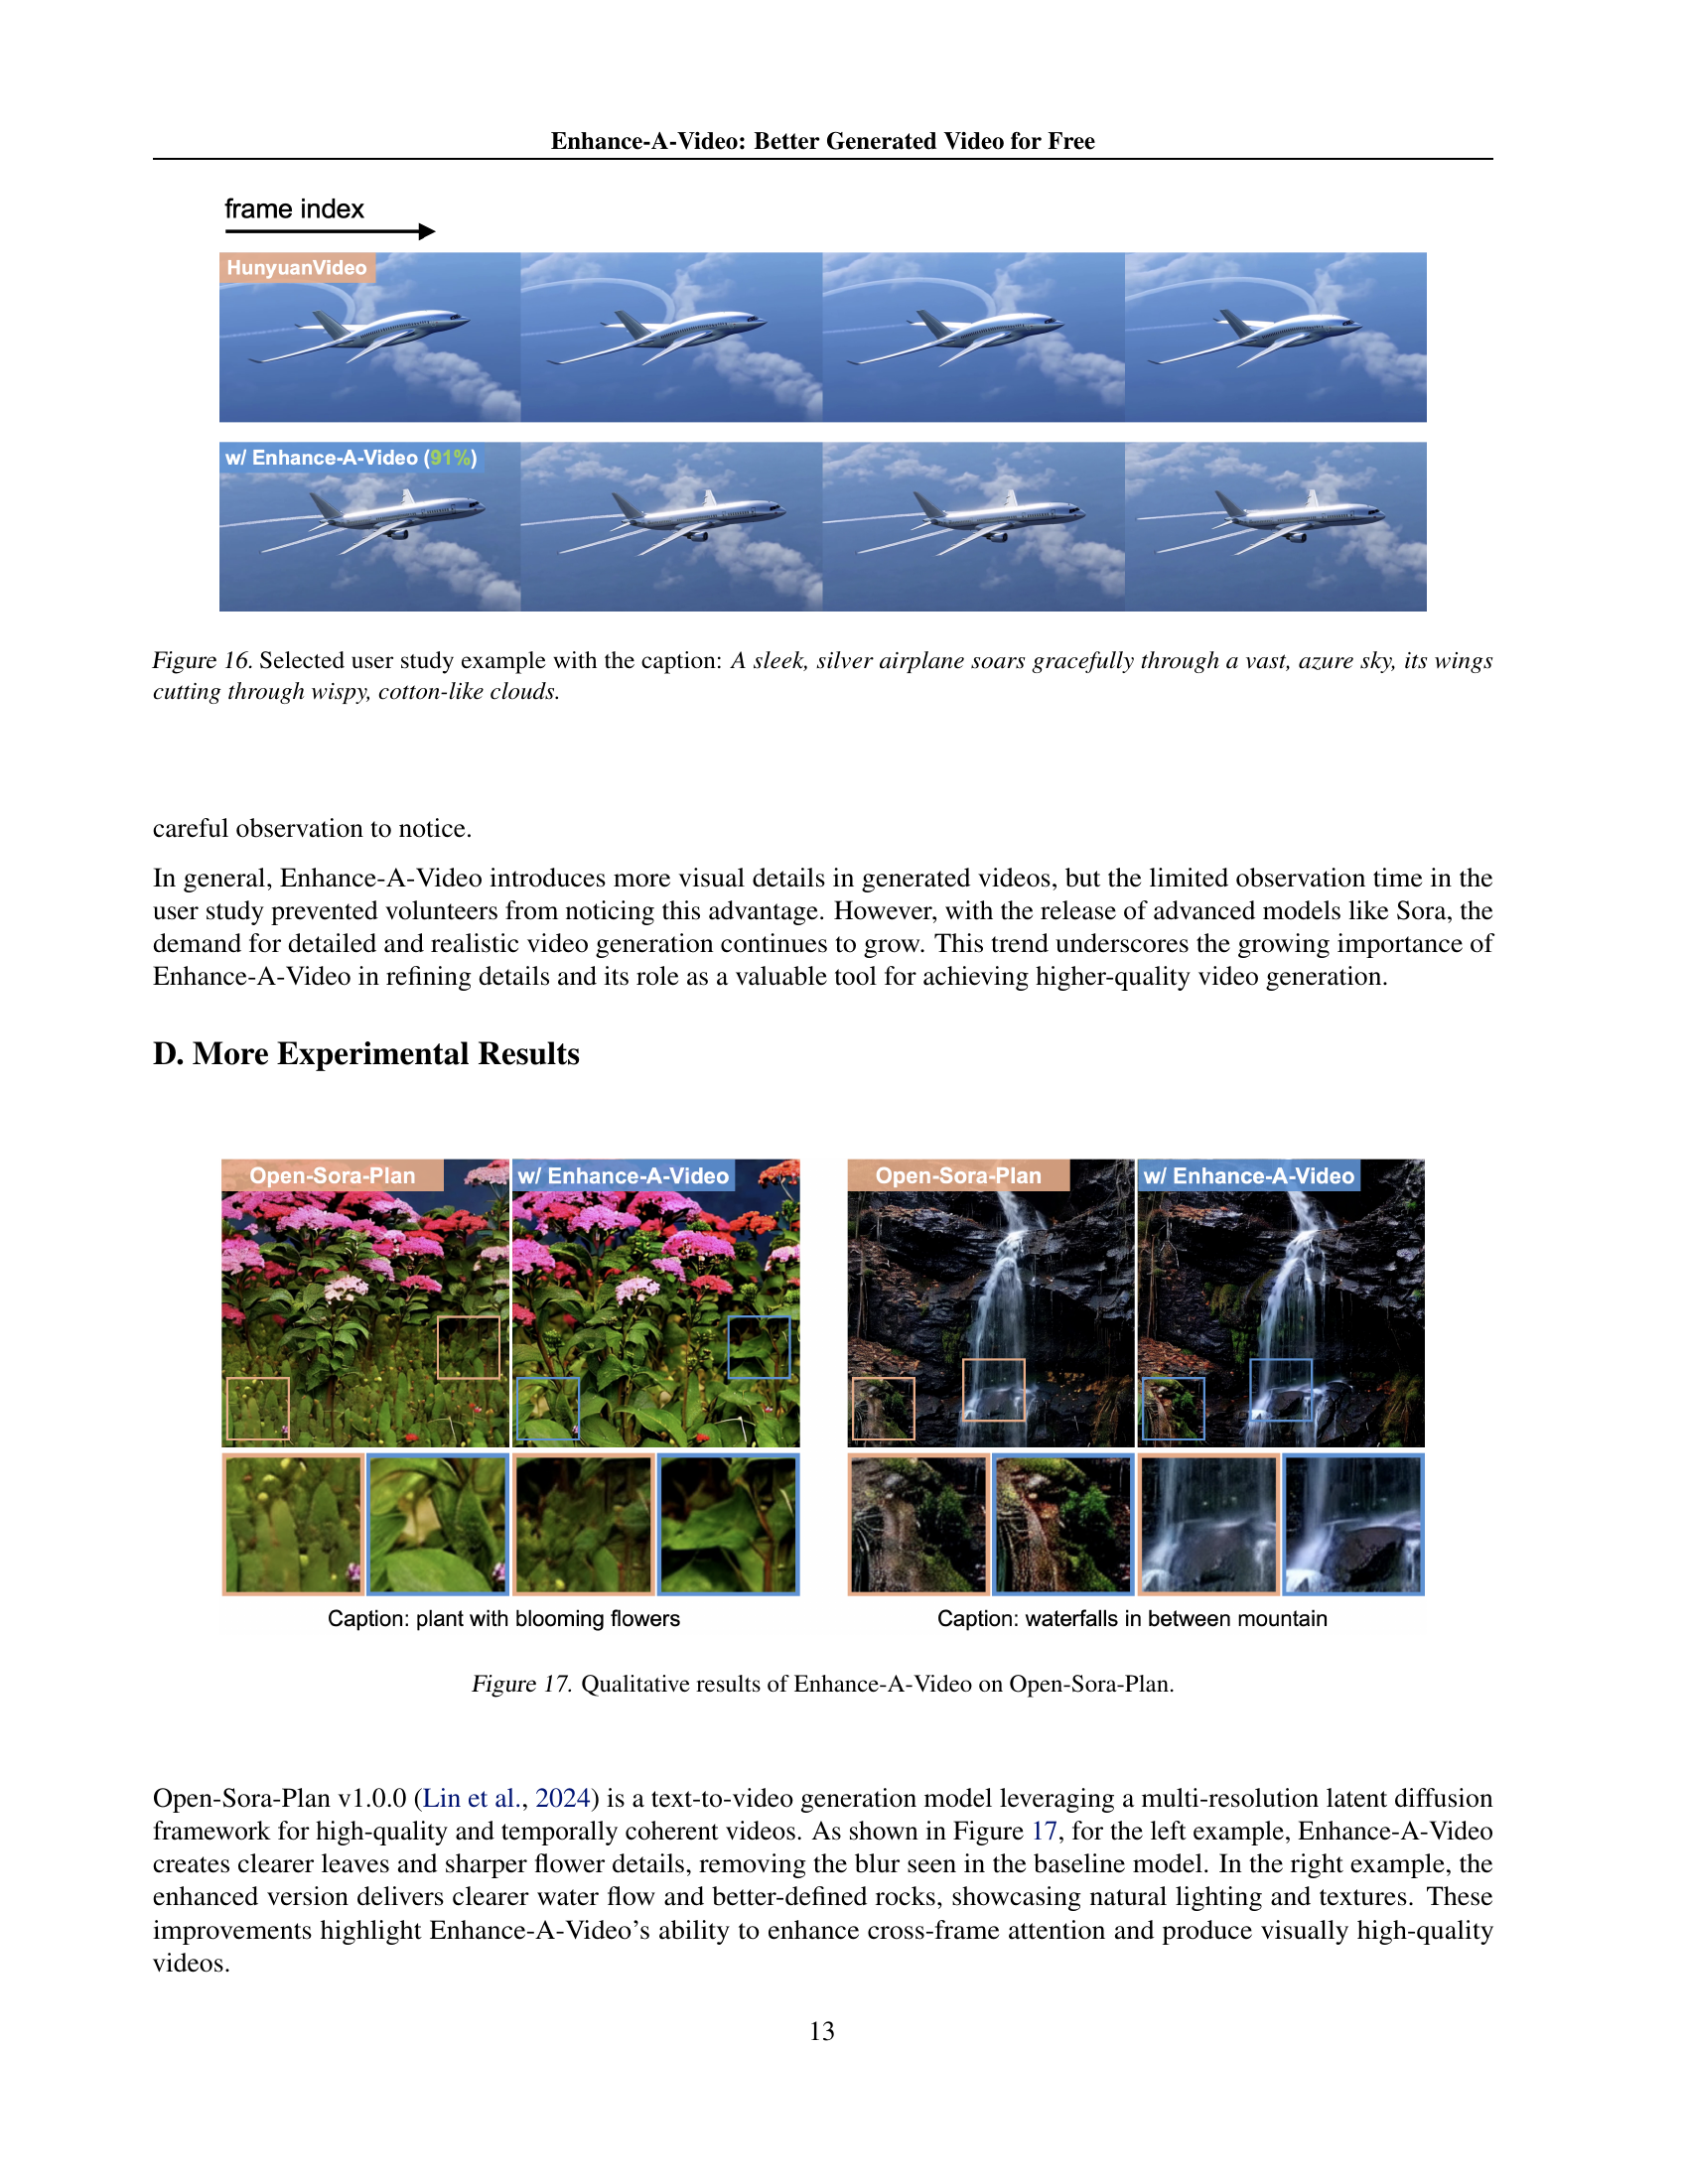 Enhance-A-Video: Better Generated Video for Free
frame index
HunyuanVideo
w/ Enhance-A-Video (91%)
Figure 16. Selected user study example with the caption: A sleek, silver airplane soars gracefully through a vast, azure sky, its wings
cutting through wispy, cotton-like clouds.
careful observation to notice.
In general, Enhance-A-Video introduces more visual details in generated videos, but the limited observation time in the
user study prevented volunteers from noticing this advantage. However, with the release of advanced models like Sora, the
demand for detailed and realistic video generation continues to grow. This trend underscores the growing importance of
Enhance-A-Video in refining details and its role as a valuable tool for achieving higher-quality video generation.
D. More Experimental Results
Open-Sora-Plan
w/ Enhance-A-Video
Open-Sora-Plan
w/ Enhance-A-Video
Caption: plant with blooming flowers
Caption: waterfalls in between mountain
Figure 17. Qualitative results of Enhance-A-Video on Open-Sora-Plan.
Open-Sora-Plan v1.0.0 (Lin et al., 2024) is a text-to-video generation model leveraging a multi-resolution latent diffusion
framework for high-quality and temporally coherent videos. As shown in Figure 17, for the left example, Enhance-A-Video
creates clearer leaves and sharper flower details, removing the blur seen in the baseline model. In the right example, the
enhanced version delivers clearer water flow and better-defined rocks, showcasing natural lighting and textures. These
improvements highlight Enhance-A-Video's ability to enhance cross-frame attention and produce visually high-quality
videos.
13